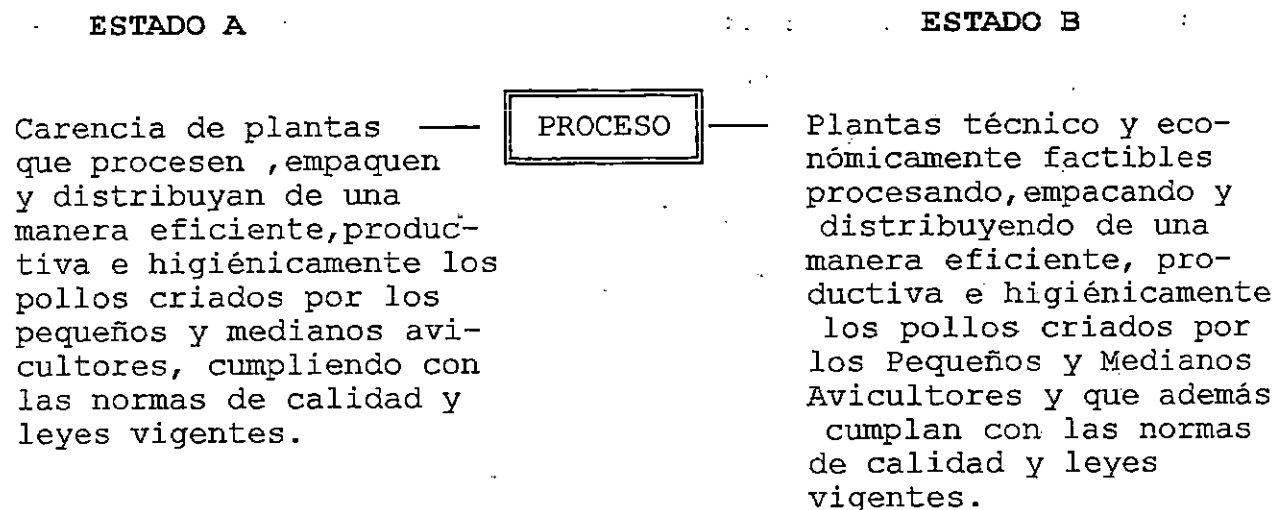 ESTADO A
ESTADO B
Carencia de plantas
que procesen ,empaquen
y distribuyan de una
manera eficiente,produc-
tiva e higiénicamente los
pollos criados por los
pequeños y medianos avi-
cultores, cumpliendo con
las normas de calidad y
leyes vigentes.
PROCESO
Plantas técnico y eco-
nómicamente factibles
procesando,empacando y
distribuyendo de una
manera eficiente, pro-
ductiva e higiénicamente
los pollos criados por
los Pequeños y Medianos
Avicultores y que además
cumplan con las normas
de calidad y leyes
vigentes.